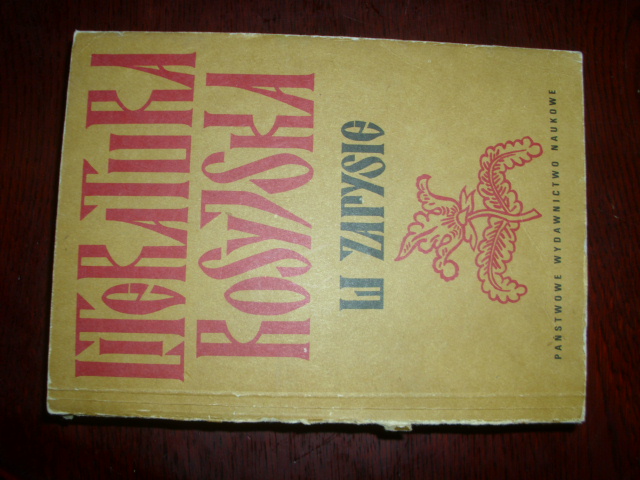 LITERATURA
ROSYJSKA
W ZARYSIE
PAŃSTWOWE WYDAWNICTWO NAUKOWE